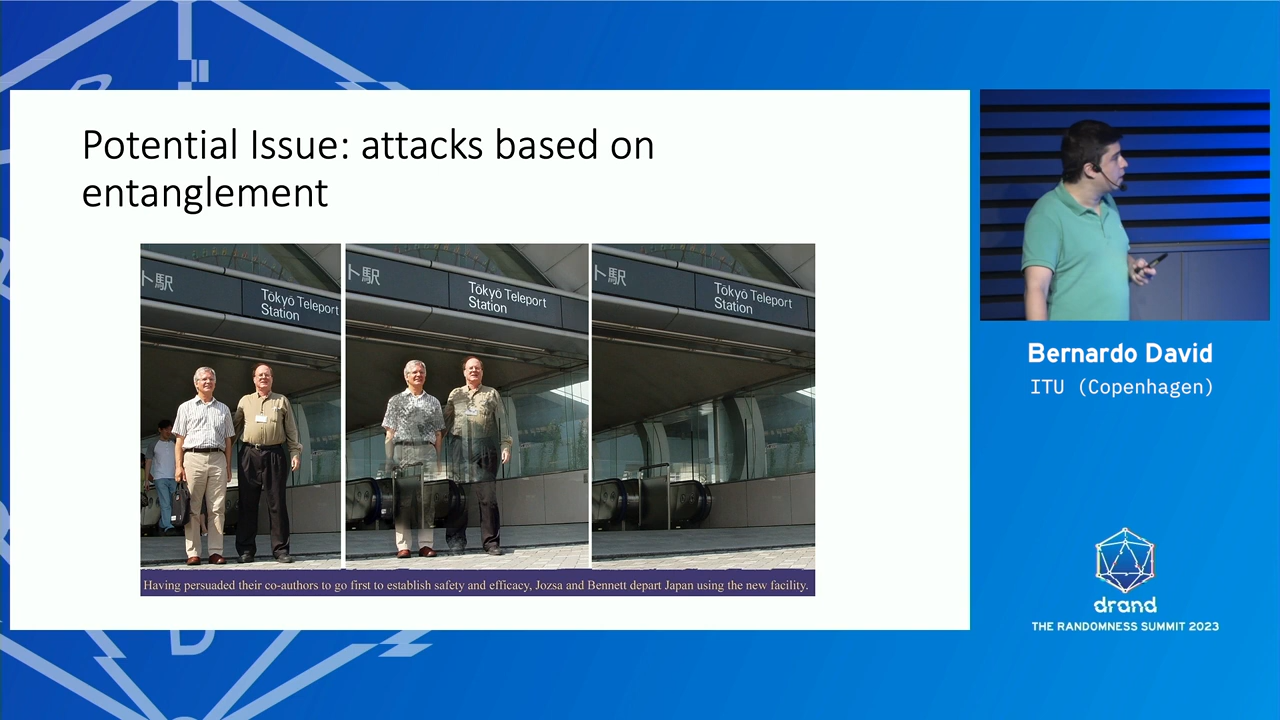 Potential Issue: attacks based on
entanglement
ト駅
Tōkyō Teleport
Station
ト駅
Tōkyō Teleport
Station
ト駅
Tōkyō Teleport
Station
Having persuaded their co-authors to go first to establish safety and efficacy, Jozsa and Bennett depart Japan using the new facility.
Bernardo David
ITU (Copenhagen)
drand
THE RANDOMNESS SUMMIT 2023